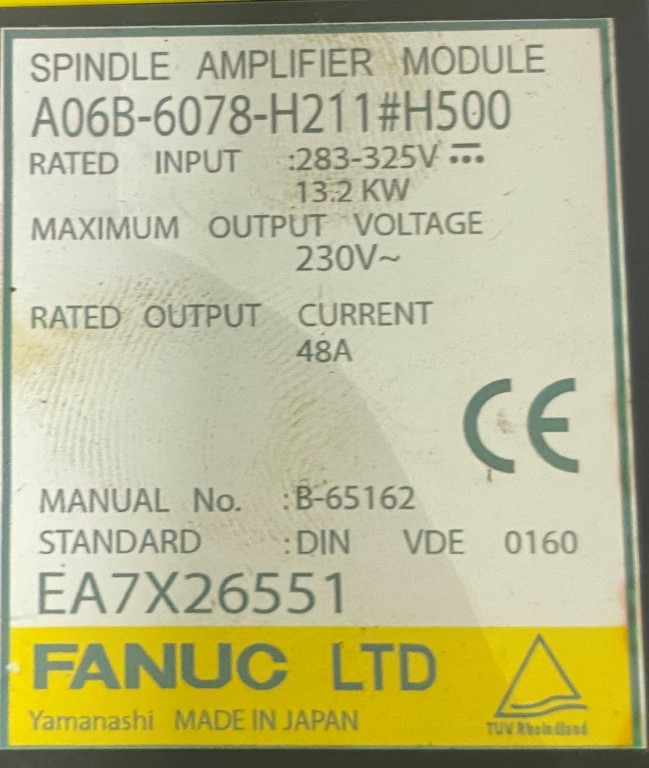 SPINDLE AMPLIFIER MODULE
A06B-6078-H211#H500
RATED INPUT :283-325V ⎓
13.2 KW
MAXIMUM OUTPUT VOLTAGE
230V~
RATED OUTPUT CURRENT
48A
CE
MANUAL No. :B-65162
STANDARD :DIN VDE 0160
EA7X26551
FANUC LTD
Yamanashi MADE IN JAPAN
TUV Rheinland